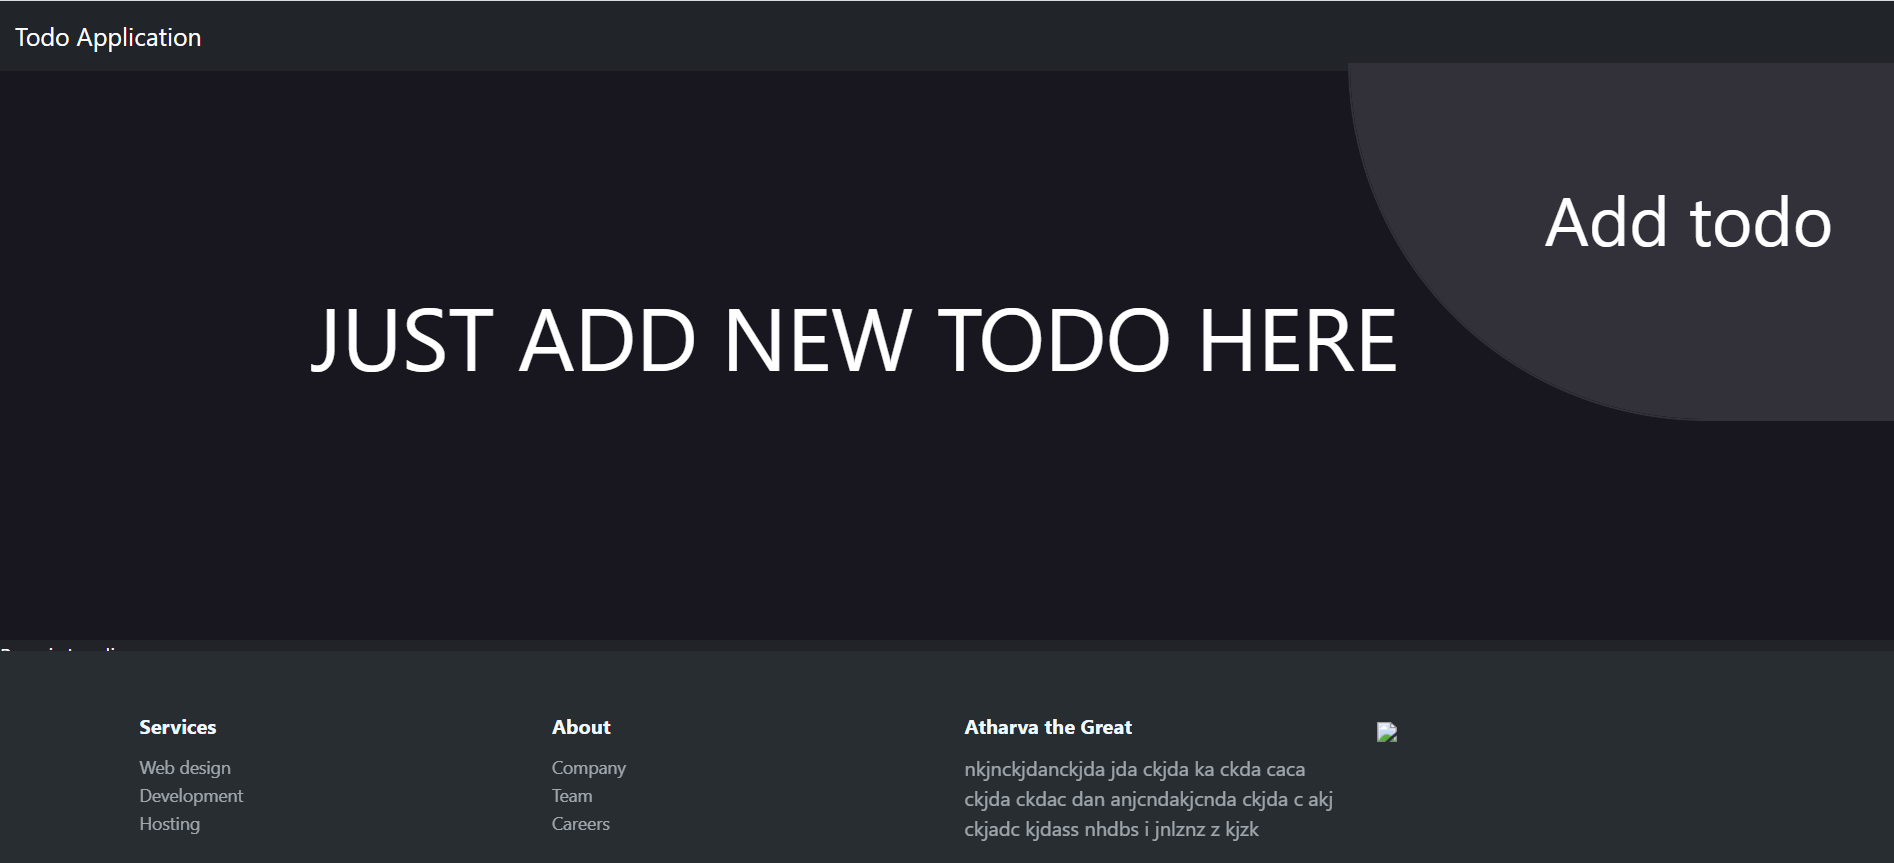 Todo Application
Add todo
JUST ADD NEW TODO HERE
Services
Web design
Development
Hosting
About
Company
Team
Careers
Atharva the Great
nkjnckjdanckjda jda ckjda ka ckda caca
ckjda ckdac dan anjcndakjcnda ckjda c akj
ckjadc kjdass nhdbs i jnlznz z kjzk